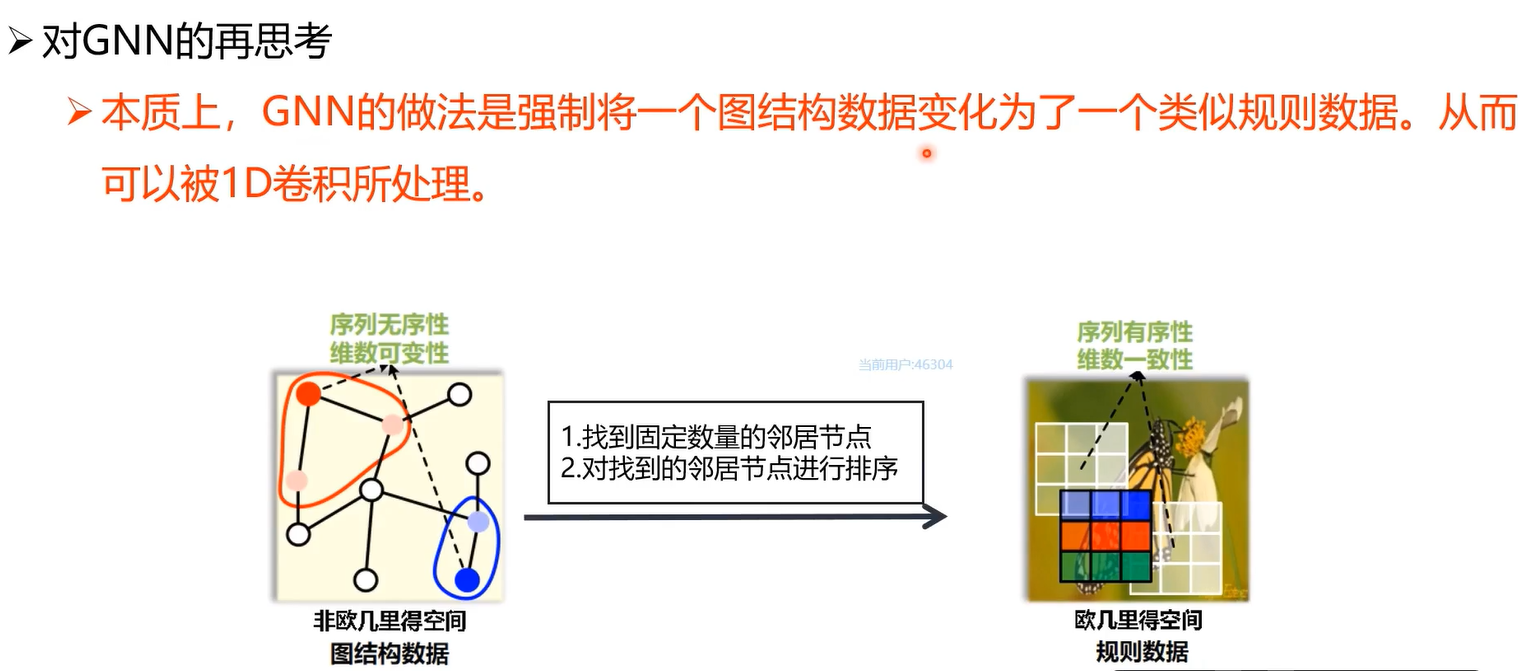 对GNN的再思考
本质上，GNN的做法是强制将一个图结构数据变化为了一个类似规则数据。从而
可以被1D卷积所处理。
序列无序性
维数可变性
当前用户:46304
1.找到固定数量的邻居节点
2.对找到的邻居节点进行排序
序列有序性
维数一致性
非欧几里得空间
图结构数据
欧几里得空间
规则数据